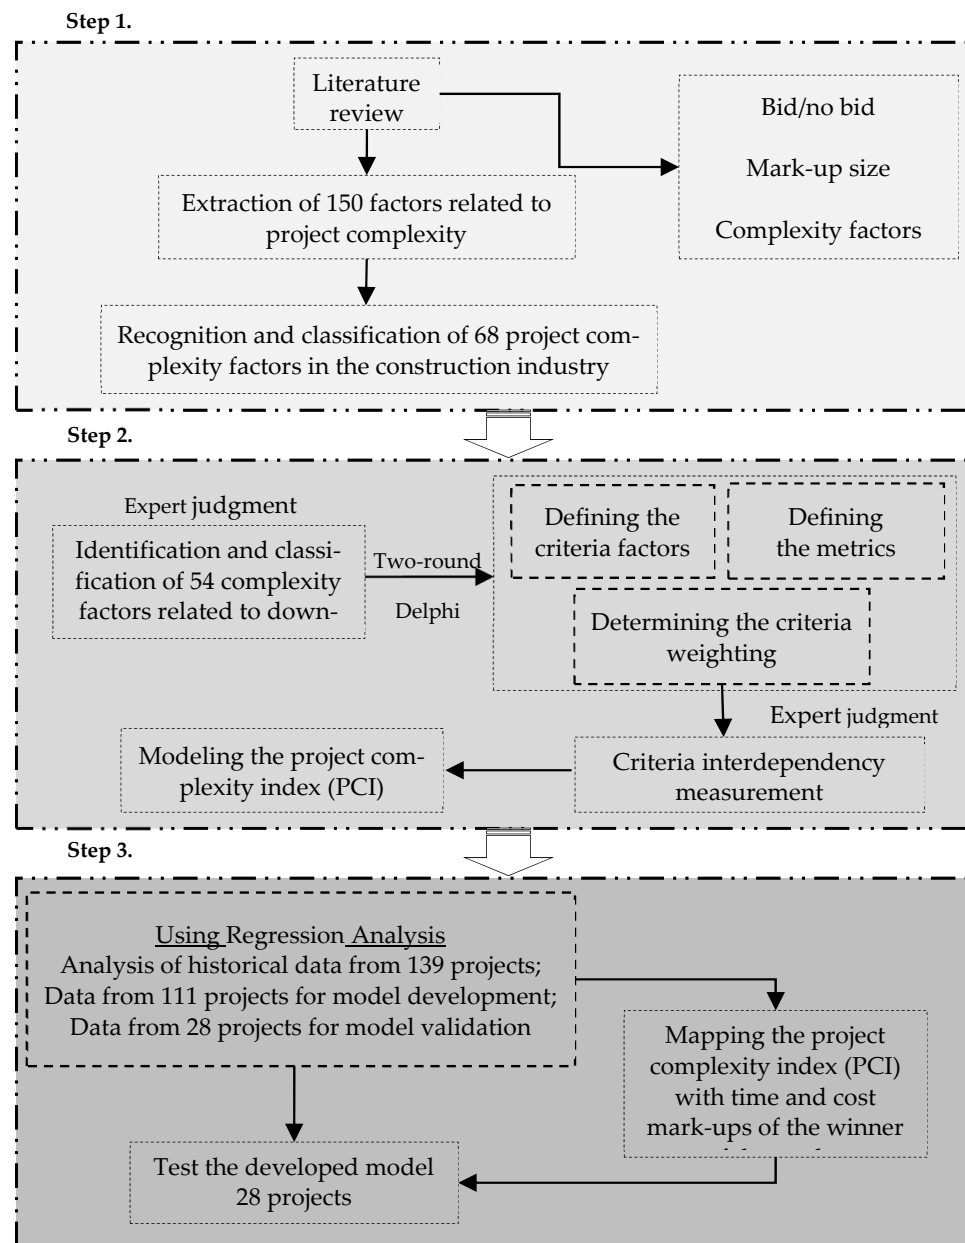 Step 1.
Literature
review
Bid/no bid
Mark-up size
Complexity factors
Extraction of 150 factors related to
project complexity
Recognition and classification of 68 project com-
plexity factors in the construction industry
Step 2.
Expert judgment
Identification and classi-
fication of 54 complexity
factors related to down-
Two-round
Delphi
Defining the
criteria factors
Defining
the metrics
Determining the criteria
weighting
Expert judgment
Criteria interdependency
measurement
Modeling the project com-
plexity index (PCI)
Step 3.
Using Regression Analysis
Analysis of historical data from 139 projects;
Data from 111 projects for model development;
Data from 28 projects for model validation
Mapping the project
complexity index (PCI)
with time and cost
mark-ups of the winner
Test the developed model
28 projects